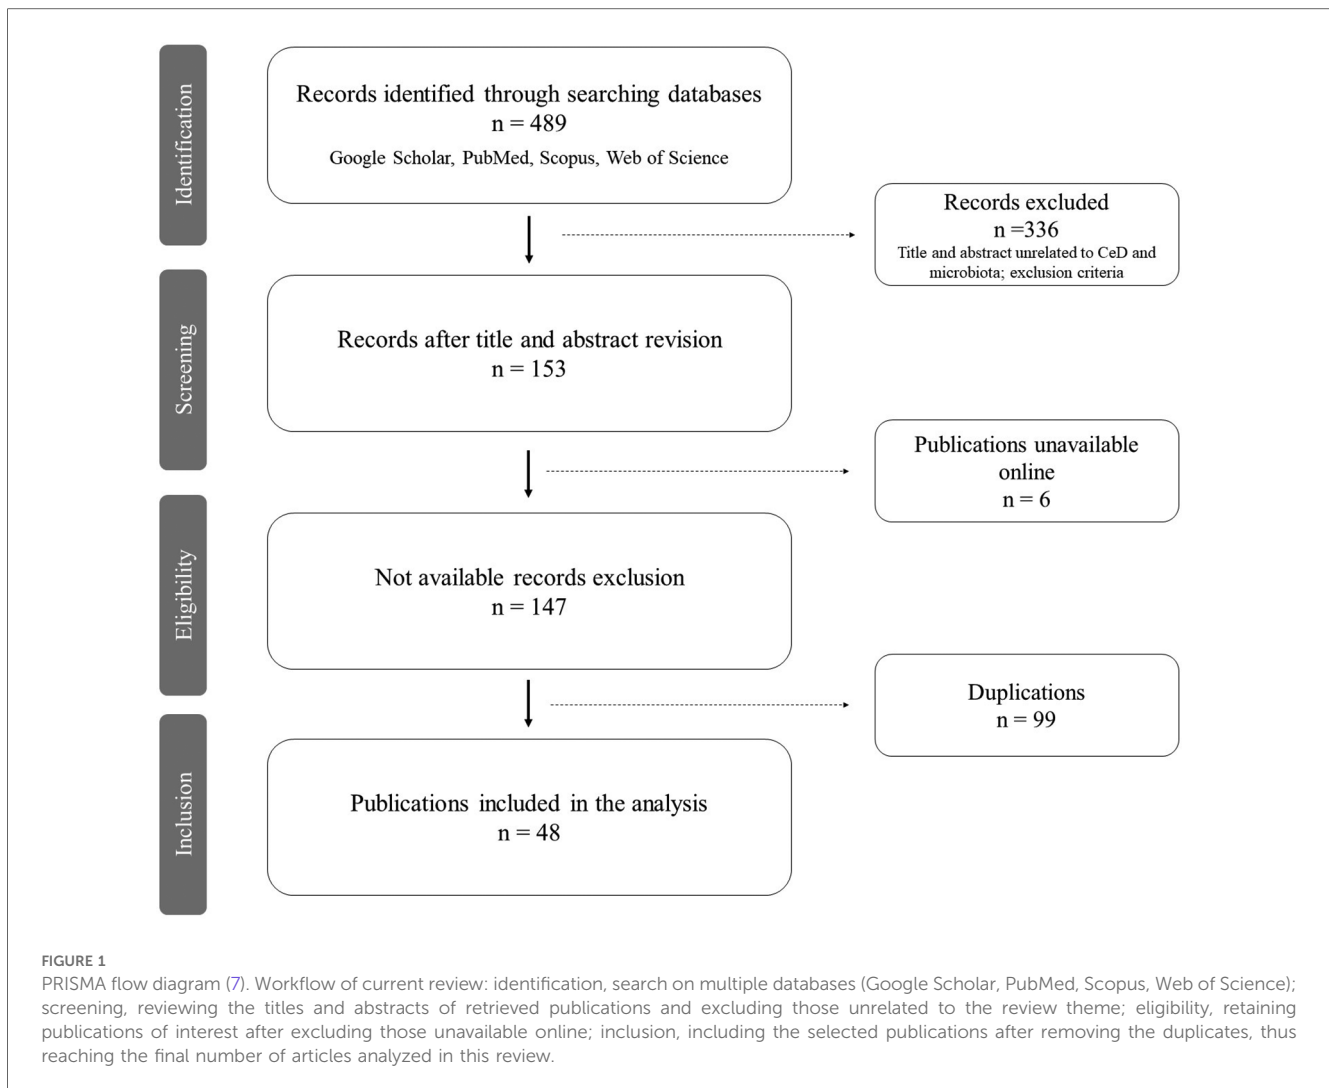 Identification
Records identified through searching databases
n = 489
Google Scholar, PubMed, Scopus, Web of Science
Records excluded
n =336
Title and abstract unrelated to CeD and
microbiota; exclusion criteria
Screening
Records after title and abstract revision
n = 153
Publications unavailable
online
n = 6
Eligibility
Not available records exclusion
n = 147
Duplications
n = 99
Inclusion
Publications included in the analysis
n = 48
FIGURE 1
PRISMA flow diagram (7). Workflow of current review: identification, search on multiple databases (Google Scholar, PubMed, Scopus, Web of Science);
screening, reviewing the titles and abstracts of retrieved publications and excluding those unrelated to the review theme; eligibility, retaining
publications of interest after excluding those unavailable online; inclusion, including the selected publications after removing the duplicates, thus
reaching the final number of articles analyzed in this review.